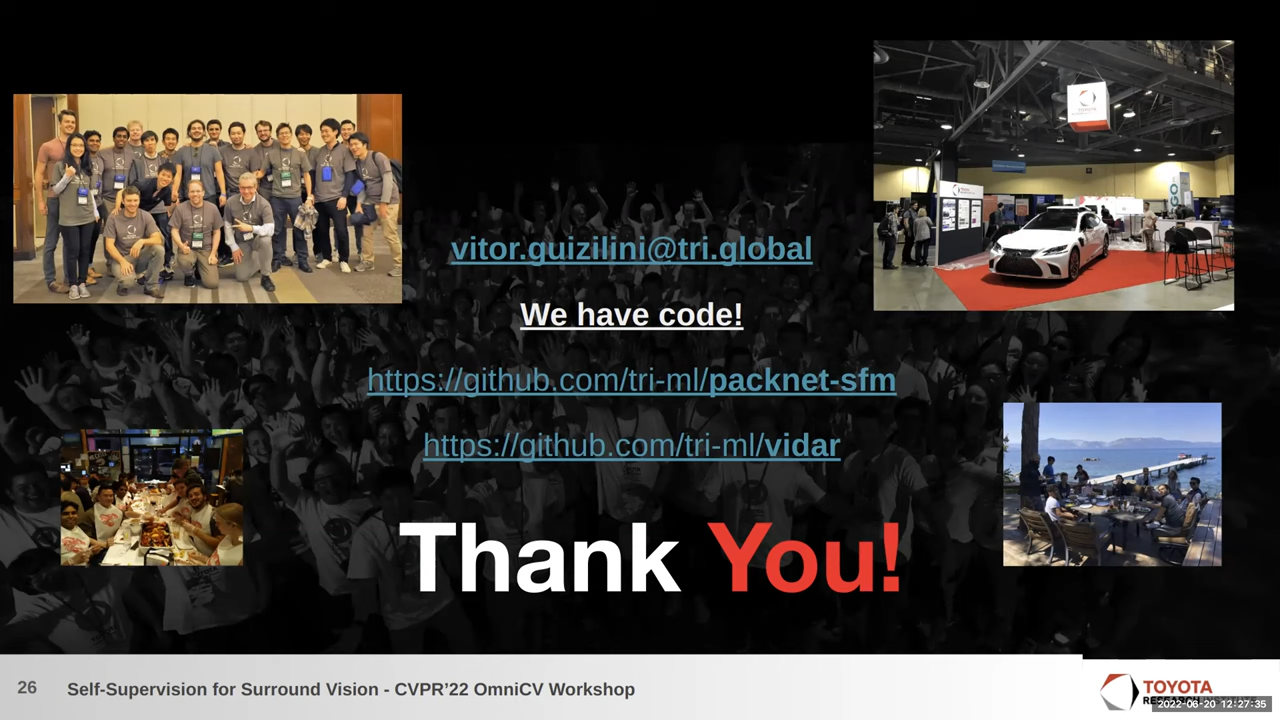 vitor.guizilini@tri.global
We have code!
https://github.com/tri-ml/packnet-sfm
https://github.com/tri-ml/vidar
Thank You!
26 Self-Supervision for Surround Vision - CVPR’22 OmniCV Workshop
TOYOTA
2022-06-20 12:27:35